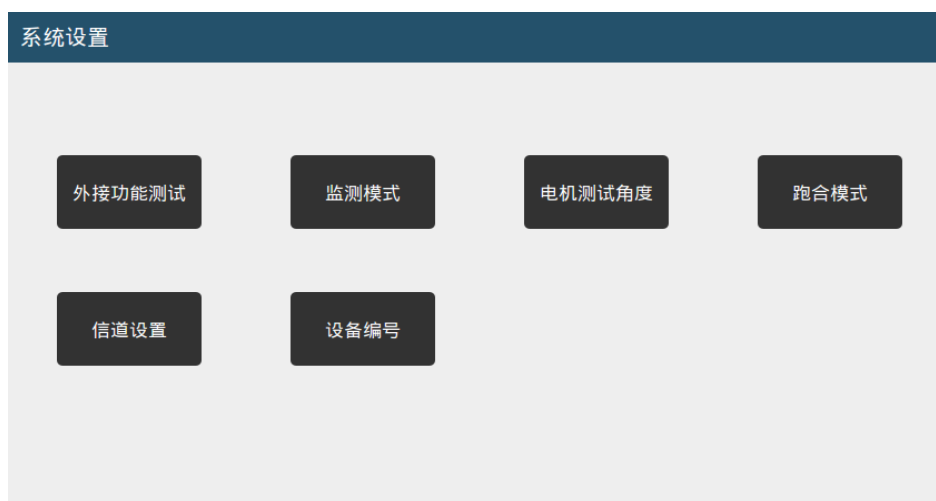 系统设置
外接功能测试
监测模式
电机测试角度
跑合模式
信道设置
设备编号